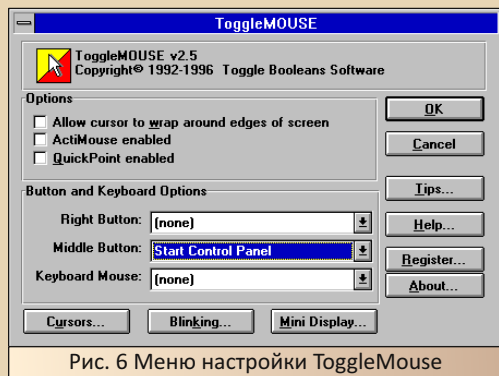 ToggleMOUSE
ToggleMOUSE v2.5
Copyright© 1992-1996 Toggle Booleans Software
Options
Allow cursor to wrap around edges of screen
ActiMouse enabled
QuickPoint enabled
OK
Cancel
Button and Keyboard Options
Right Button: (none)
Middle Button: Start Control Panel
Keyboard Mouse: (none)
Tips...
Help...
Register...
About...
Cursors... Blinking... Mini Display...
Рис. 6 Меню настройки ToggleMouse